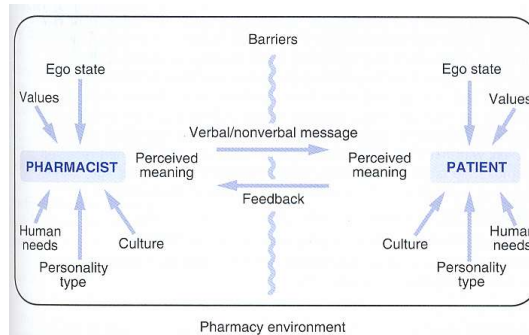 Barriers
Ego state
Ego state
Values
Values
Verbal/nonverbal message
PHARMACIST
Perceived
meaning
Perceived
meaning
PATIENT
Feedback
Human
needs
Culture
Personality
type
Culture
Human
needs
Personality
type
Pharmacy environment